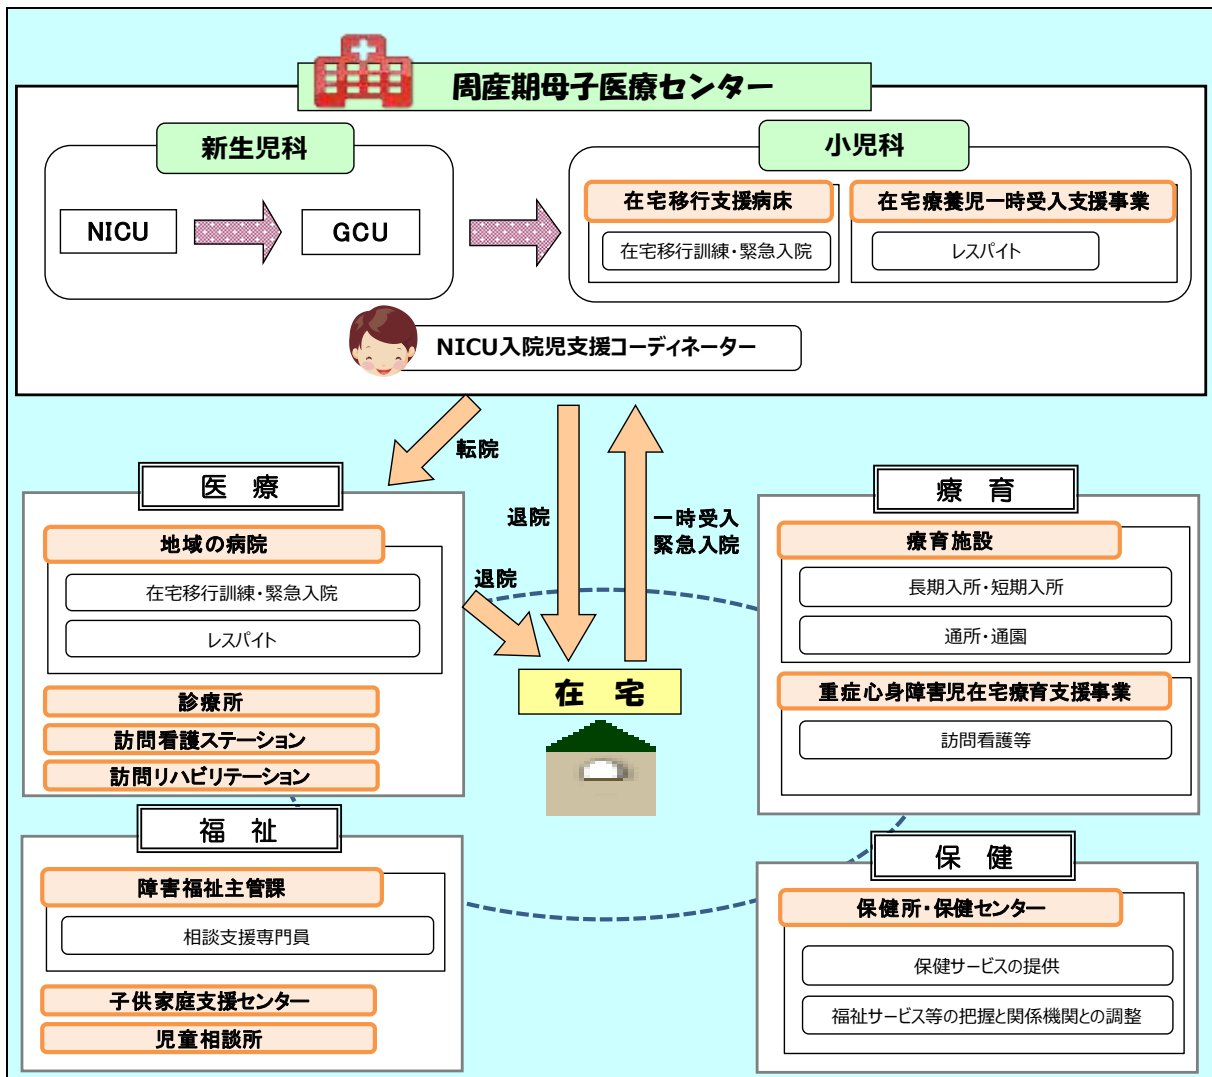 周産期母子医療センター
新生児科
NICU
GCU
小児科
在宅移行支援病床
在宅移行訓練・緊急入院
在宅療養児一時受入支援事業
レスパイト
NICU入院児支援コーディネーター
転院
退院
一時受入
緊急入院
退院
医 療
地域の病院
在宅移行訓練・緊急入院
レスパイト
診療所
訪問看護ステーション
訪問リハビリテーション
在 宅
療 育
療育施設
長期入所・短期入所
通所・通園
重症心身障害児在宅療育支援事業
訪問看護等
福 祉
障害福祉主管課
相談支援専門員
子供家庭支援センター
児童相談所
保 健
保健所・保健センター
保健サービスの提供
福祉サービス等の把握と関係機関との調整